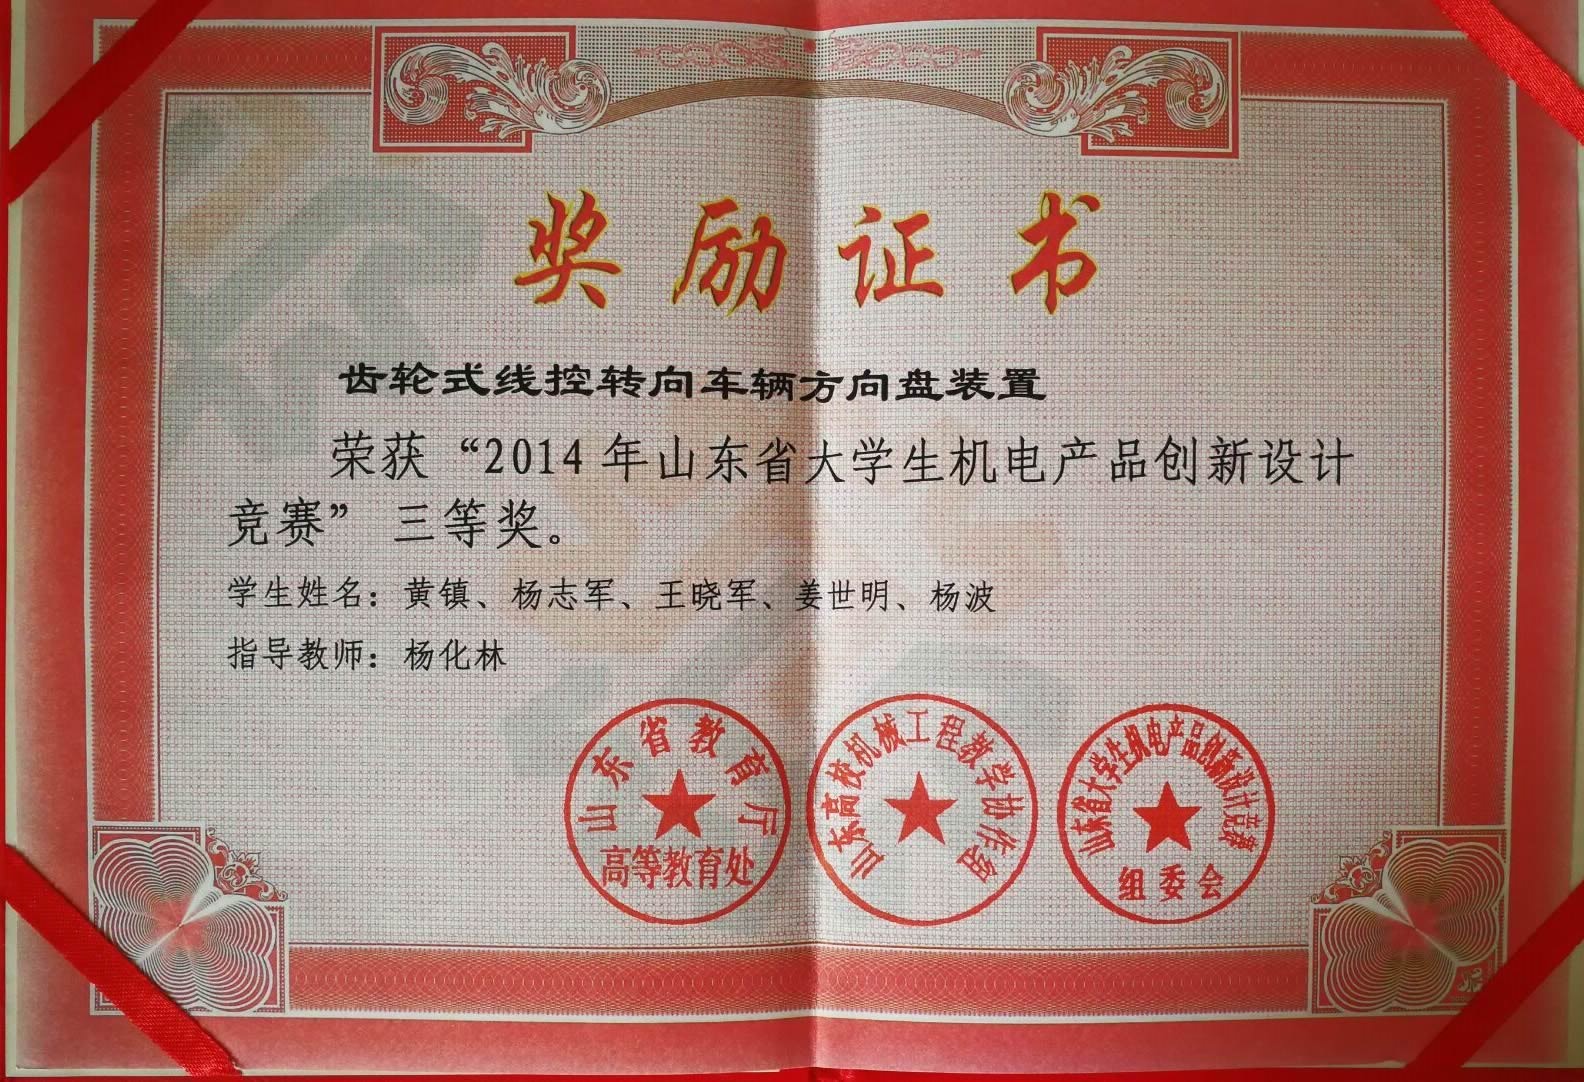 奖励证书
齿轮式线控转向车辆方向盘装置
荣获“2014年山东省大学生机电产品创新设计
竞赛” 三等奖。
学生姓名：黄镇、杨志军、王晓军、姜世明、杨波
指导教师：杨化林
山东省教育厅
高等教育处
山东高校机械工程教学协作组
山东省大学生机电产品创新设计竞赛
组委会